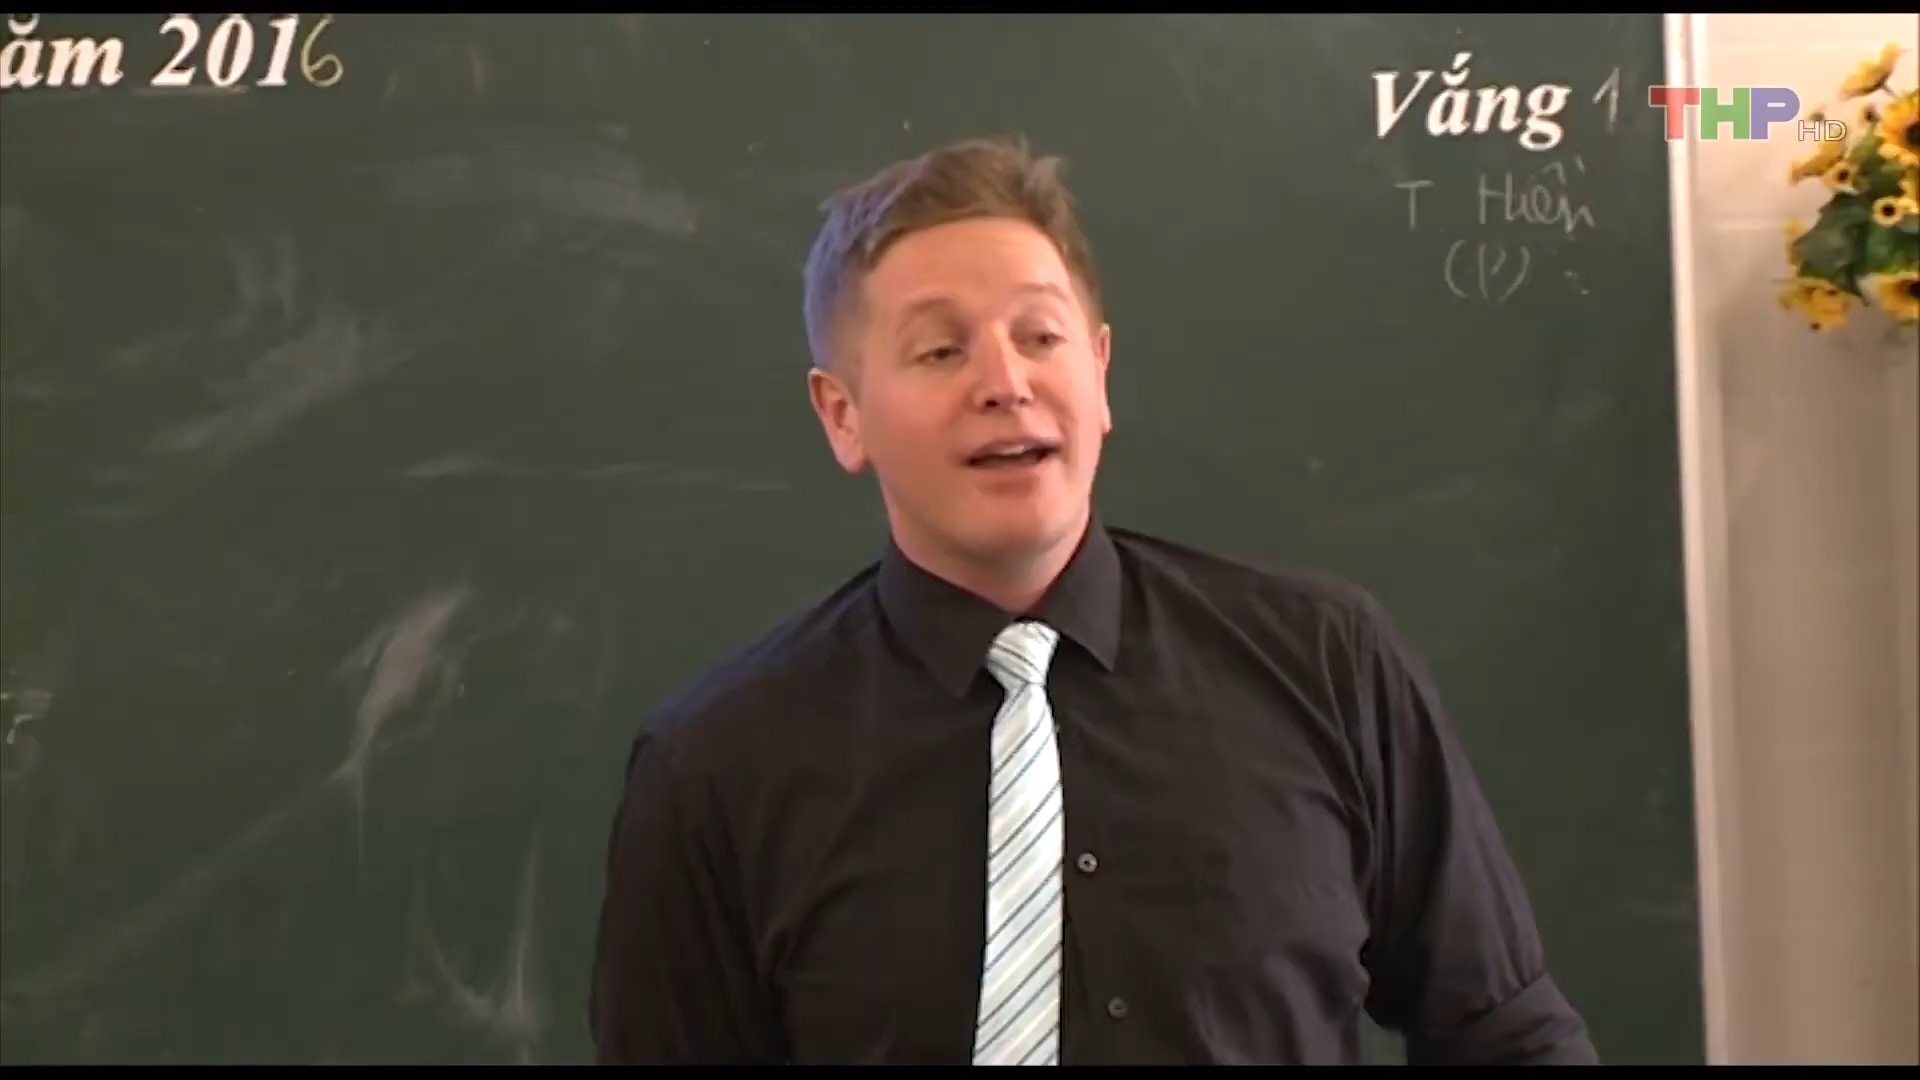 ăm 2016
Vắng 1
THP HD
T. Hiền
(P)